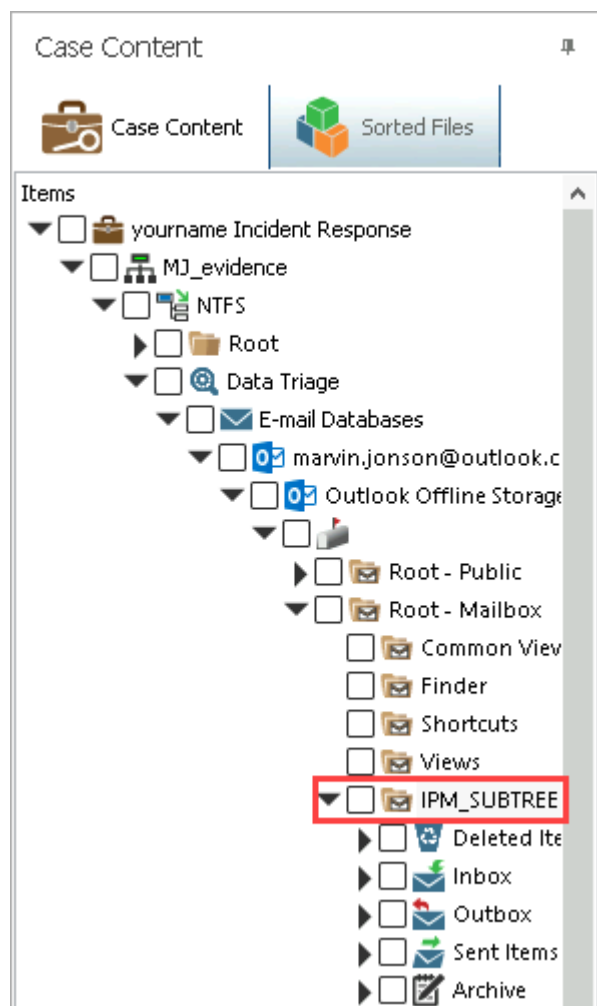 Case Content
Case Content
Sorted Files
Items
yourname Incident Response
MJ_evidence
NTFS
Root
Data Triage
E-mail Databases
marvin.jonson@outlook.c
Outlook Offline Storage
Root - Public
Root - Mailbox
Common View
Finder
Shortcuts
Views
IPM_SUBTREE
Deleted Ite
Inbox
Outbox
Sent Items
Archive